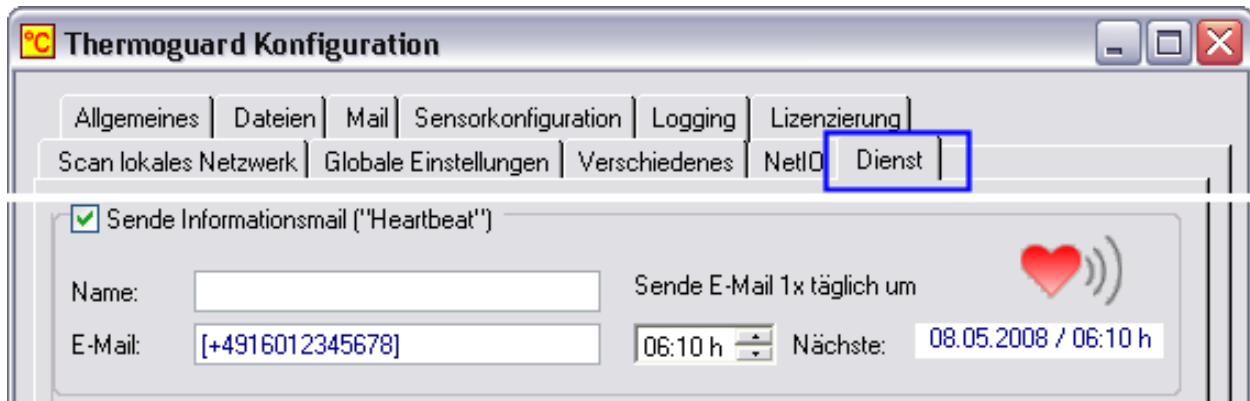 °C Thermoguard Konfiguration
Allgemeines Dateien Mail Sensorkonfiguration Logging Lizenzierung
Scan lokales Netzwerk Globale Einstellungen Verschiedenes NetIO Dienst
Sende Informationsmail ("Heartbeat")
Name: Sende E-Mail 1x täglich um
E-Mail: [+4916012345678] 06:10 h Nächste: 08.05.2008 / 06:10 h